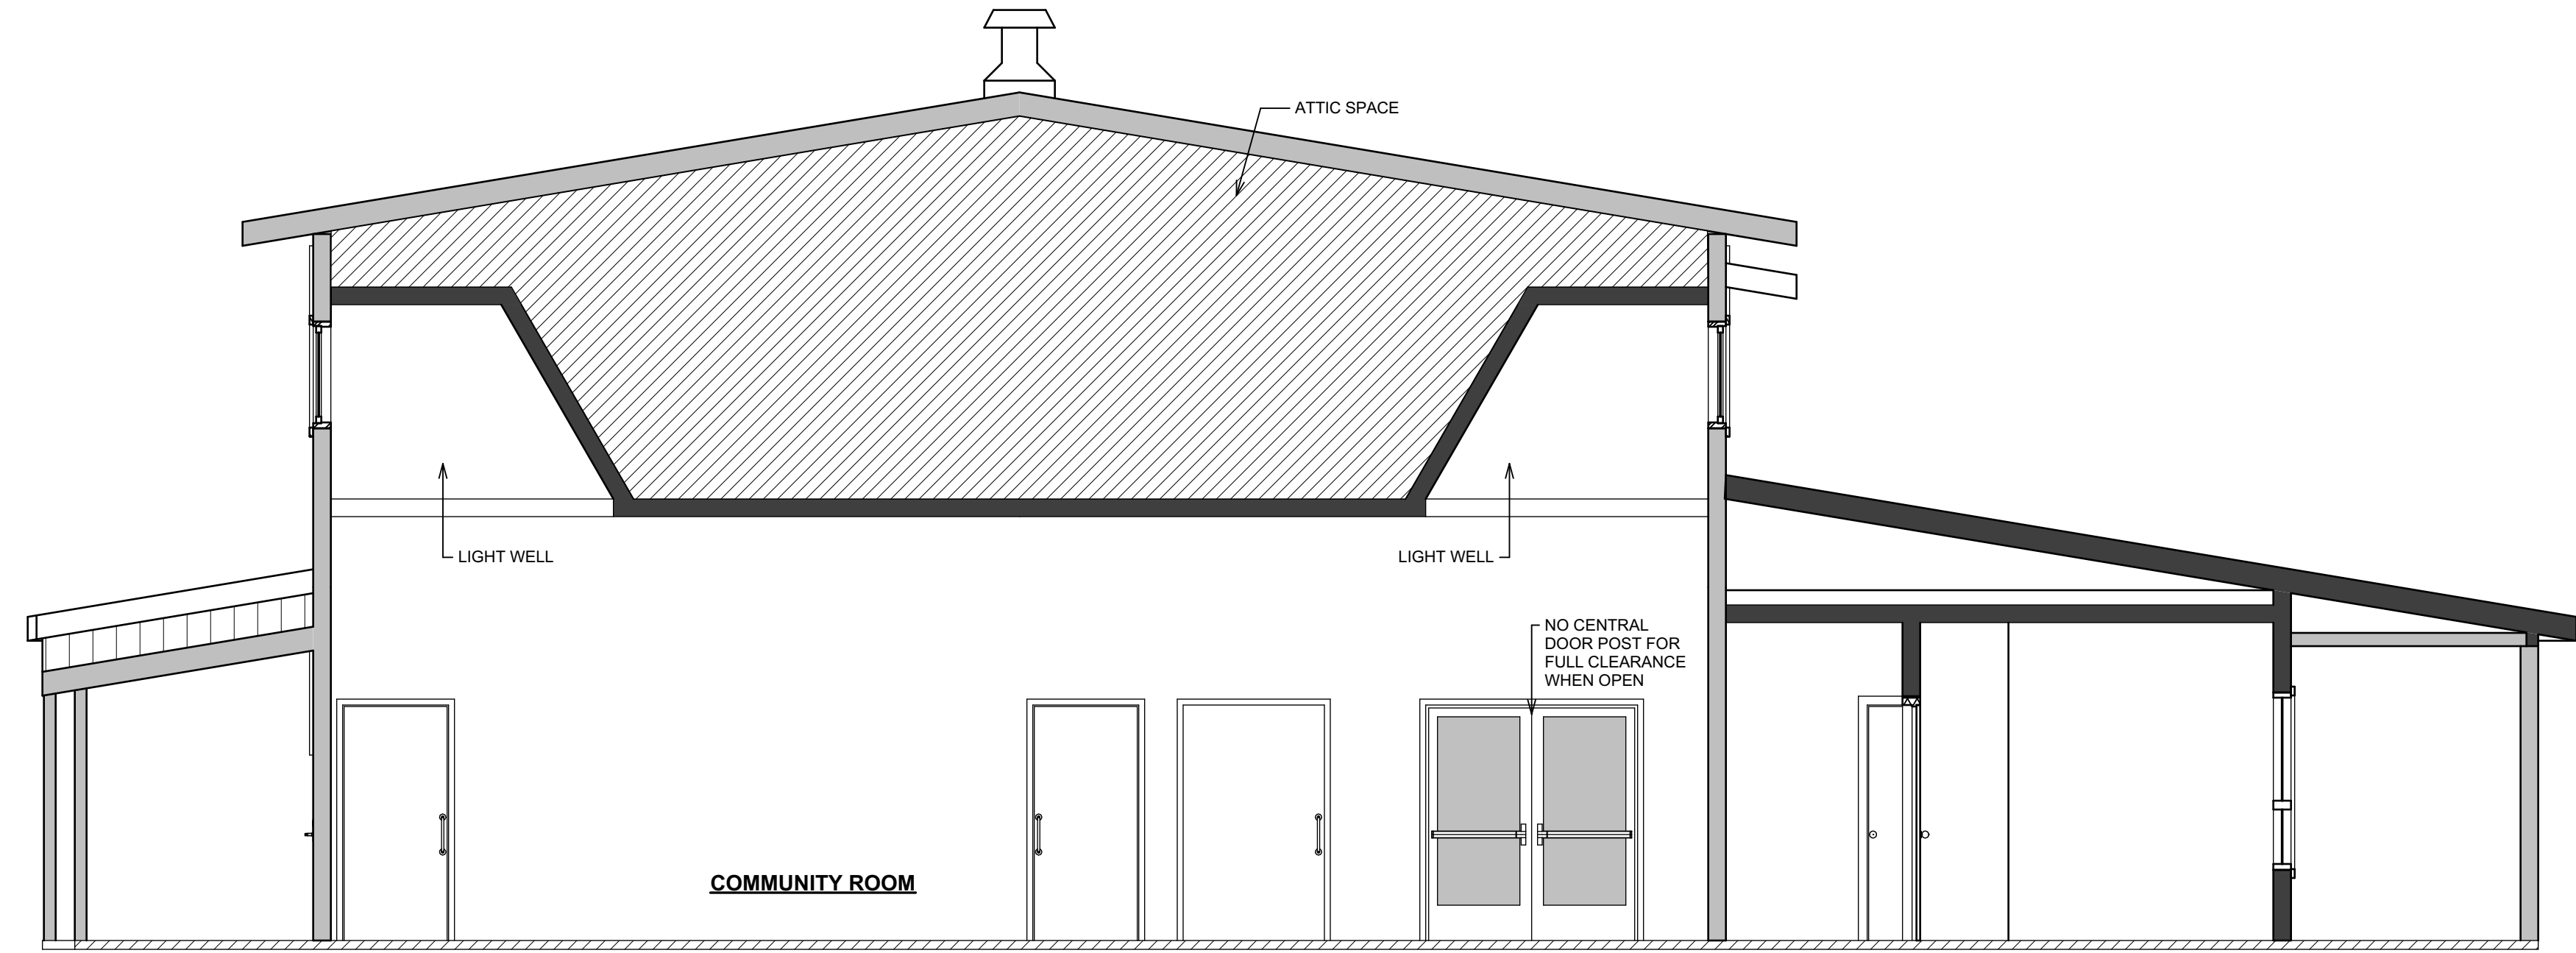 ATTIC SPACE
LIGHT WELL
LIGHT WELL
NO CENTRAL
DOOR POST FOR
FULL CLEARANCE
WHEN OPEN
COMMUNITY ROOM